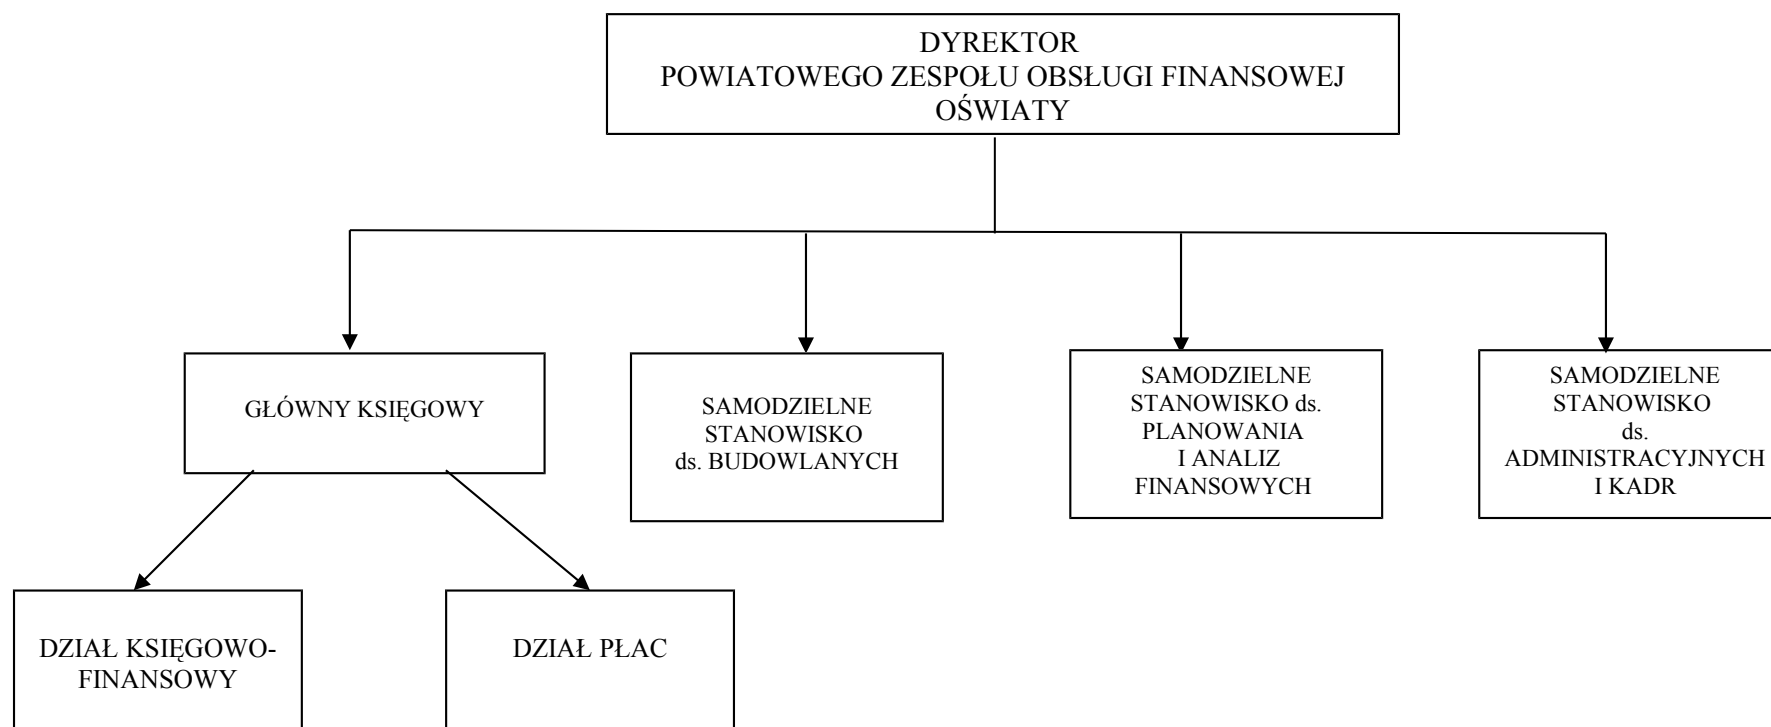 DYREKTOR
POWIATOWEGO ZESPOŁU OBSŁUGI FINANSOWEJ
OŚWIATY
GŁÓWNY KSIĘGOWY
SAMODZIELNE
STANOWISKO
ds. BUDOWLANYCH
SAMODZIELNE
STANOWISKO ds.
PLANOWANIA
I ANALIZ
FINANSOWYCH
SAMODZIELNE
STANOWISKO
ds.
ADMINISTRACYJNYCH
I KADR
DZIAŁ KSIĘGOWO-
FINANSOWY
DZIAŁ PŁAC